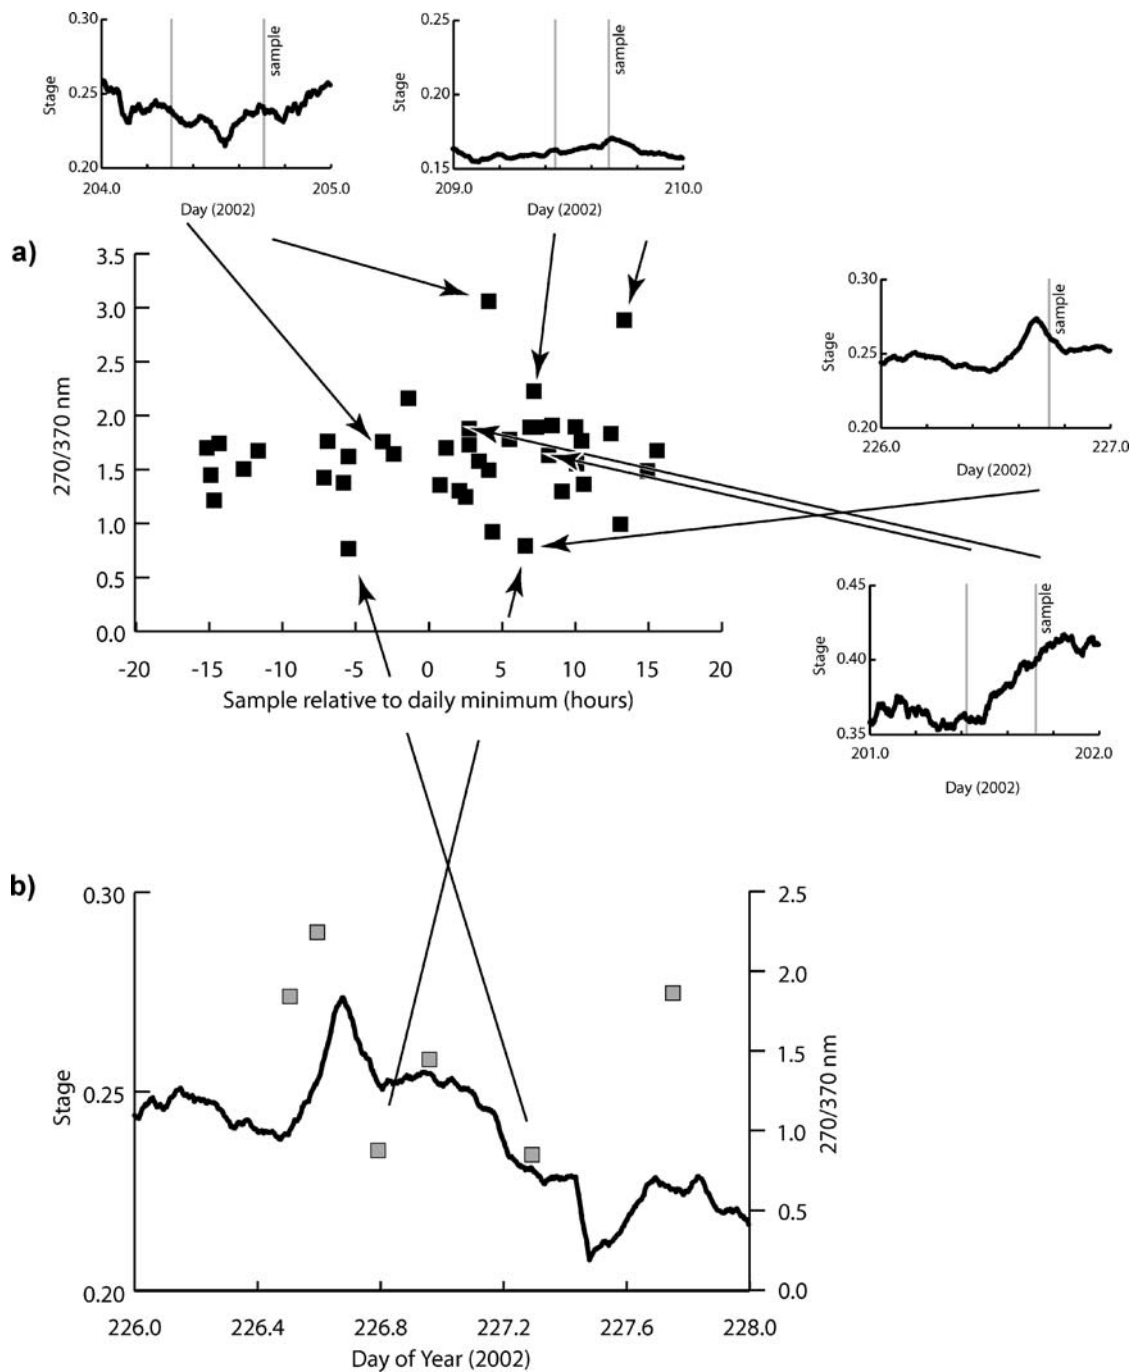 0.30
0.25
0.20
Stage
sample
204.0
205.0
Day (2002)
0.25
0.20
0.15
Stage
sample
209.0
210.0
Day (2002)
a)
3.5
3.0
2.5
2.0
1.5
1.0
0.5
0.0
270/370 nm
-20
-15
-10
-5
0
5
10
15
20
Sample relative to daily minimum (hours)
0.30
0.25
0.20
Stage
sample
226.0
227.0
Day (2002)
0.45
0.40
0.35
Stage
sample
201.0
202.0
Day (2002)
b)
0.30
0.25
0.20
Stage
2.5
2.0
1.5
1.0
0.5
0.0
270/370 nm
226.0
226.4
226.8
227.2
227.6
228.0
Day of Year (2002)